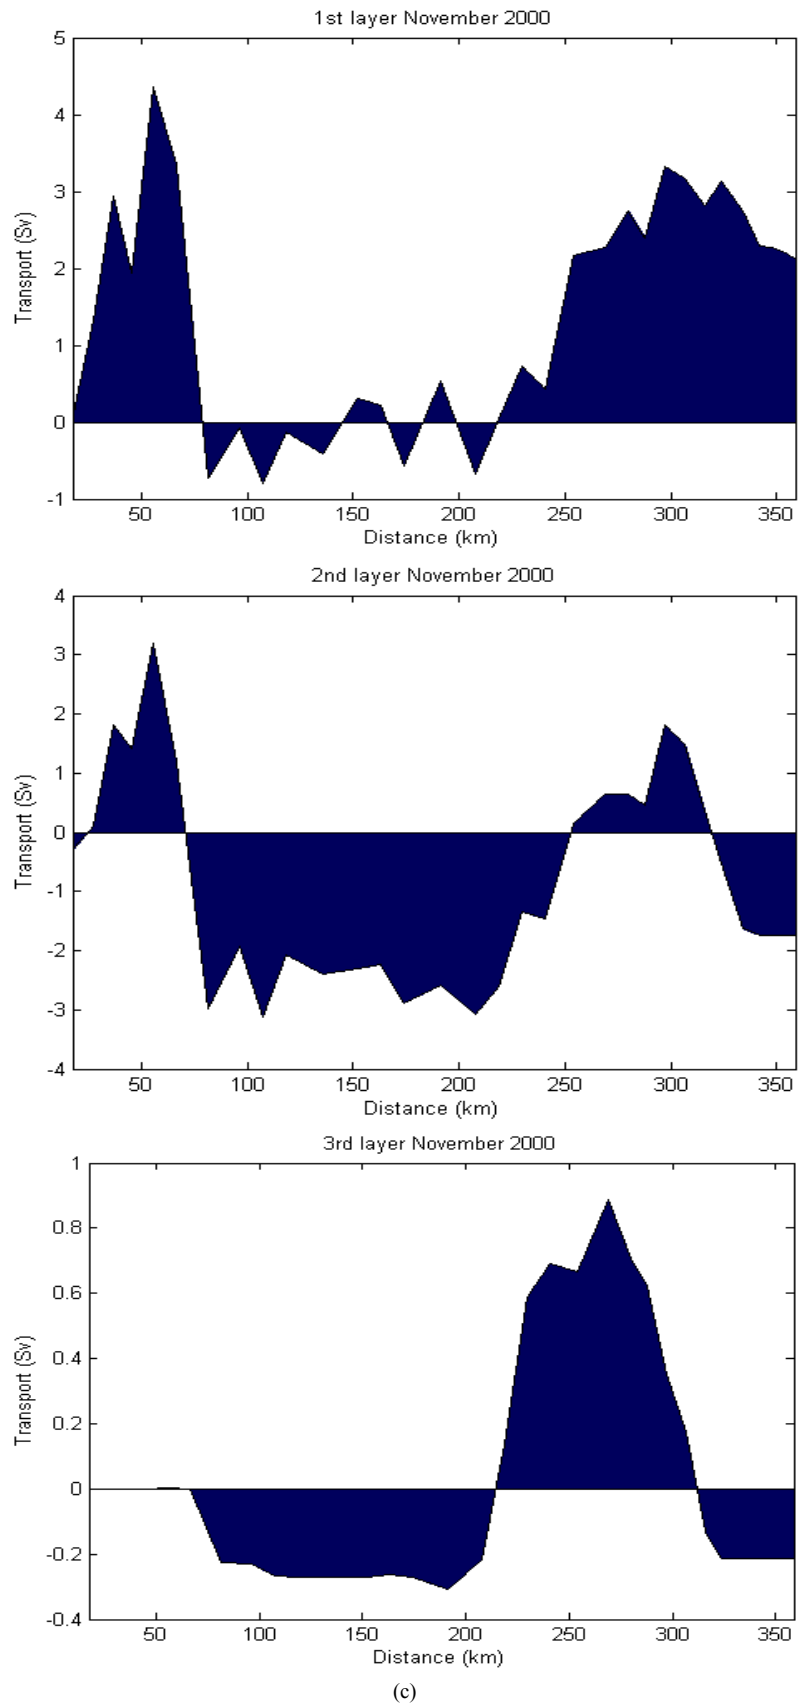 1st layer November 2000
5
4
3
2
1
0
-1
Transport (Sv)
50 100 150 200 250 300 350
Distance (km)
2nd layer November 2000
4
3
2
1
0
-1
-2
-3
-4
Transport (Sv)
50 100 150 200 250 300 350
Distance (km)
3rd layer November 2000
1
0.8
0.6
0.4
0.2
0
-0.2
-0.4
Transport (Sv)
50 100 150 200 250 300 350
Distance (km)
(c)